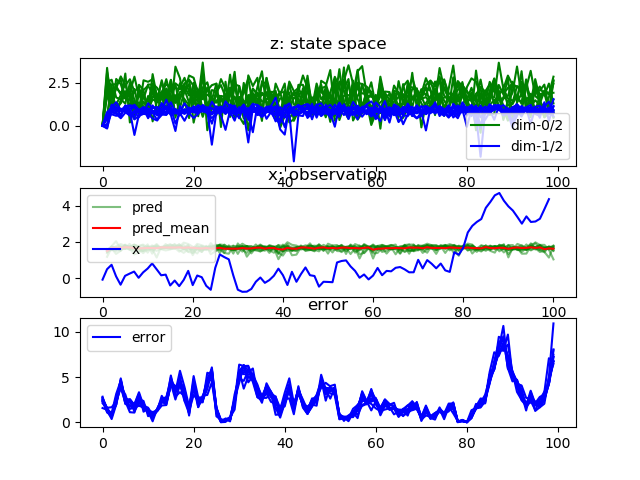 z: state space
2.5
0.0
dim-0/2
dim-1/2
0 20 40 60 80 100
x: observation
4
2
0
pred
pred_mean
x
0 20 40 60 80 100
error
10
5
0
error
0 20 40 60 80 100